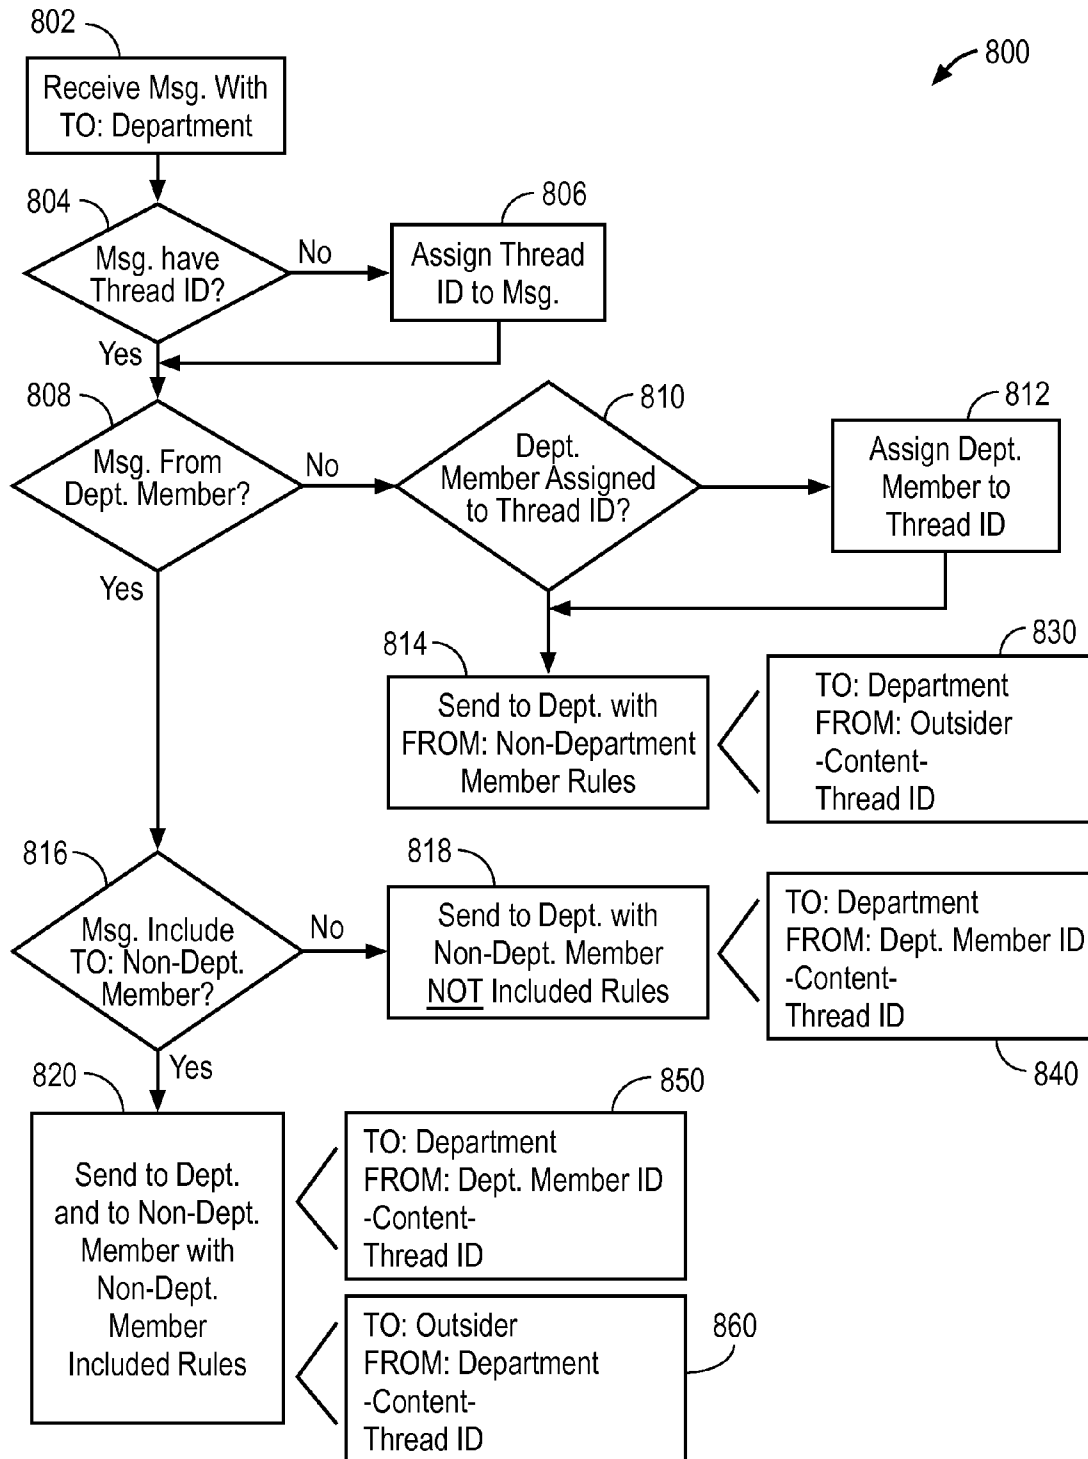 802
800
Receive Msg. With
TO: Department
804
Msg. have
Thread ID?
No
806
Assign Thread
ID to Msg.
Yes
808
Msg. From
Dept. Member?
No
810
Dept.
Member Assigned
to Thread ID?
812
Assign Dept.
Member to
Thread ID
Yes
814
Send to Dept. with
FROM: Non-Department
Member Rules
830
TO: Department
FROM: Outsider
-Content-
Thread ID
816
Msg. Include
TO: Non-Dept.
Member?
No
818
Send to Dept. with
Non-Dept. Member
NOT Included Rules
TO: Department
FROM: Dept. Member ID
-Content-
Thread ID
840
Yes
820
Send to Dept.
and to Non-Dept.
Member with
Non-Dept.
Member
Included Rules
850
TO: Department
FROM: Dept. Member ID
-Content-
Thread ID
860
TO: Outsider
FROM: Department
-Content-
Thread ID